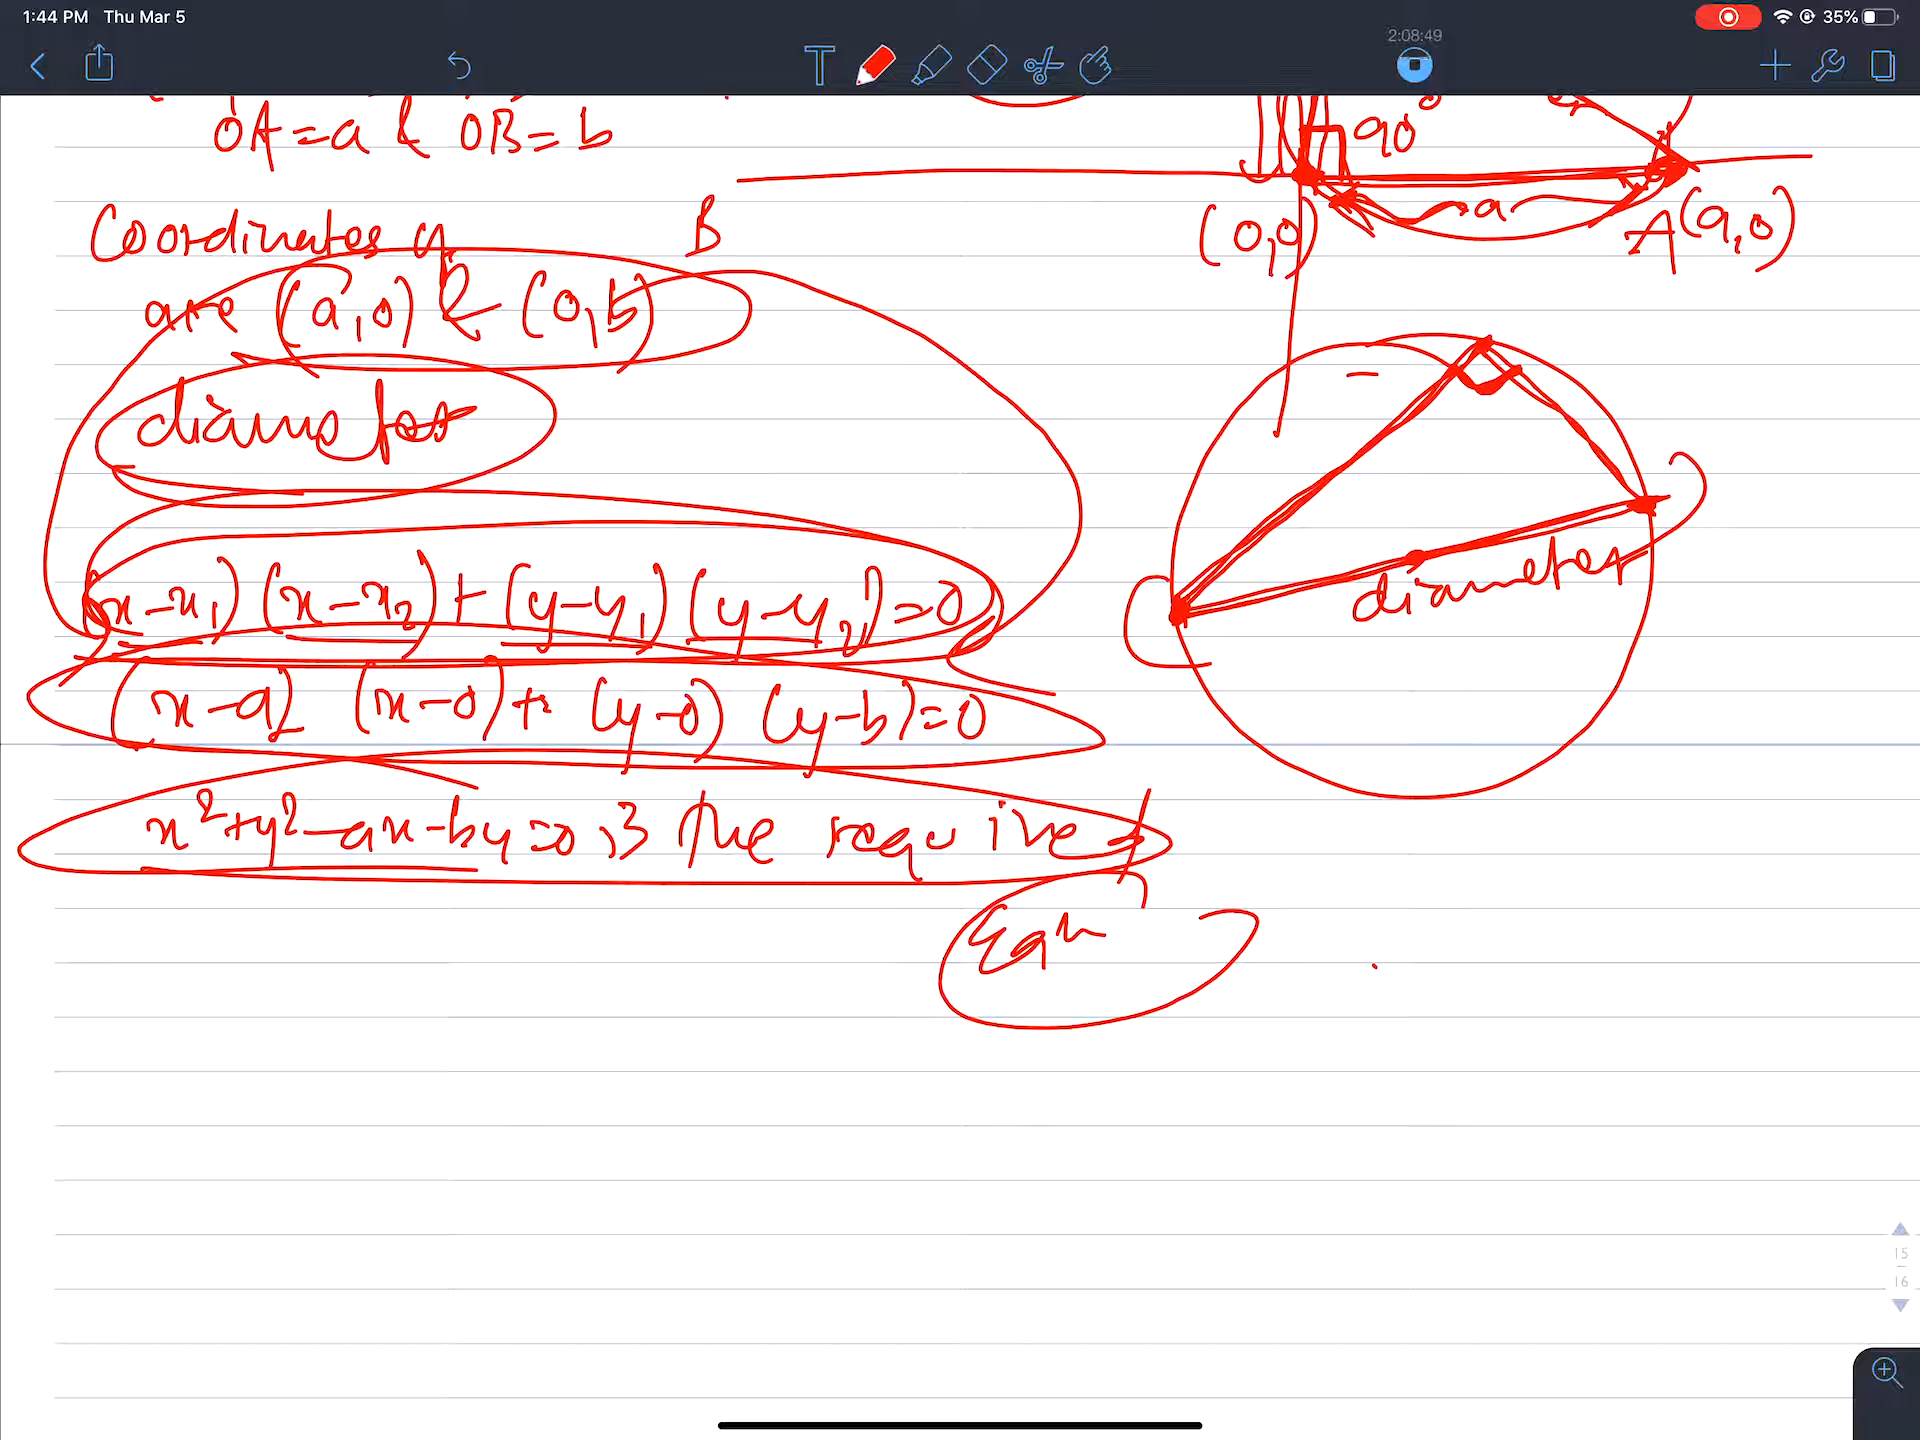 1:44 PM Thu Mar 5
35%
2:08:49
OA=a & OB=b
90°
(0,0)
a
A(a,0)
Coordinates of B
are (a,0) & (0,b)
diameter
diameter
(x-x₁)(x-x₂)+(y-y₁)(y-y₂)=0
(x-a)(x-0)+(y-0)(y-b)=0
x²+y²-ax-by=0 is the required
Eqn
15
16